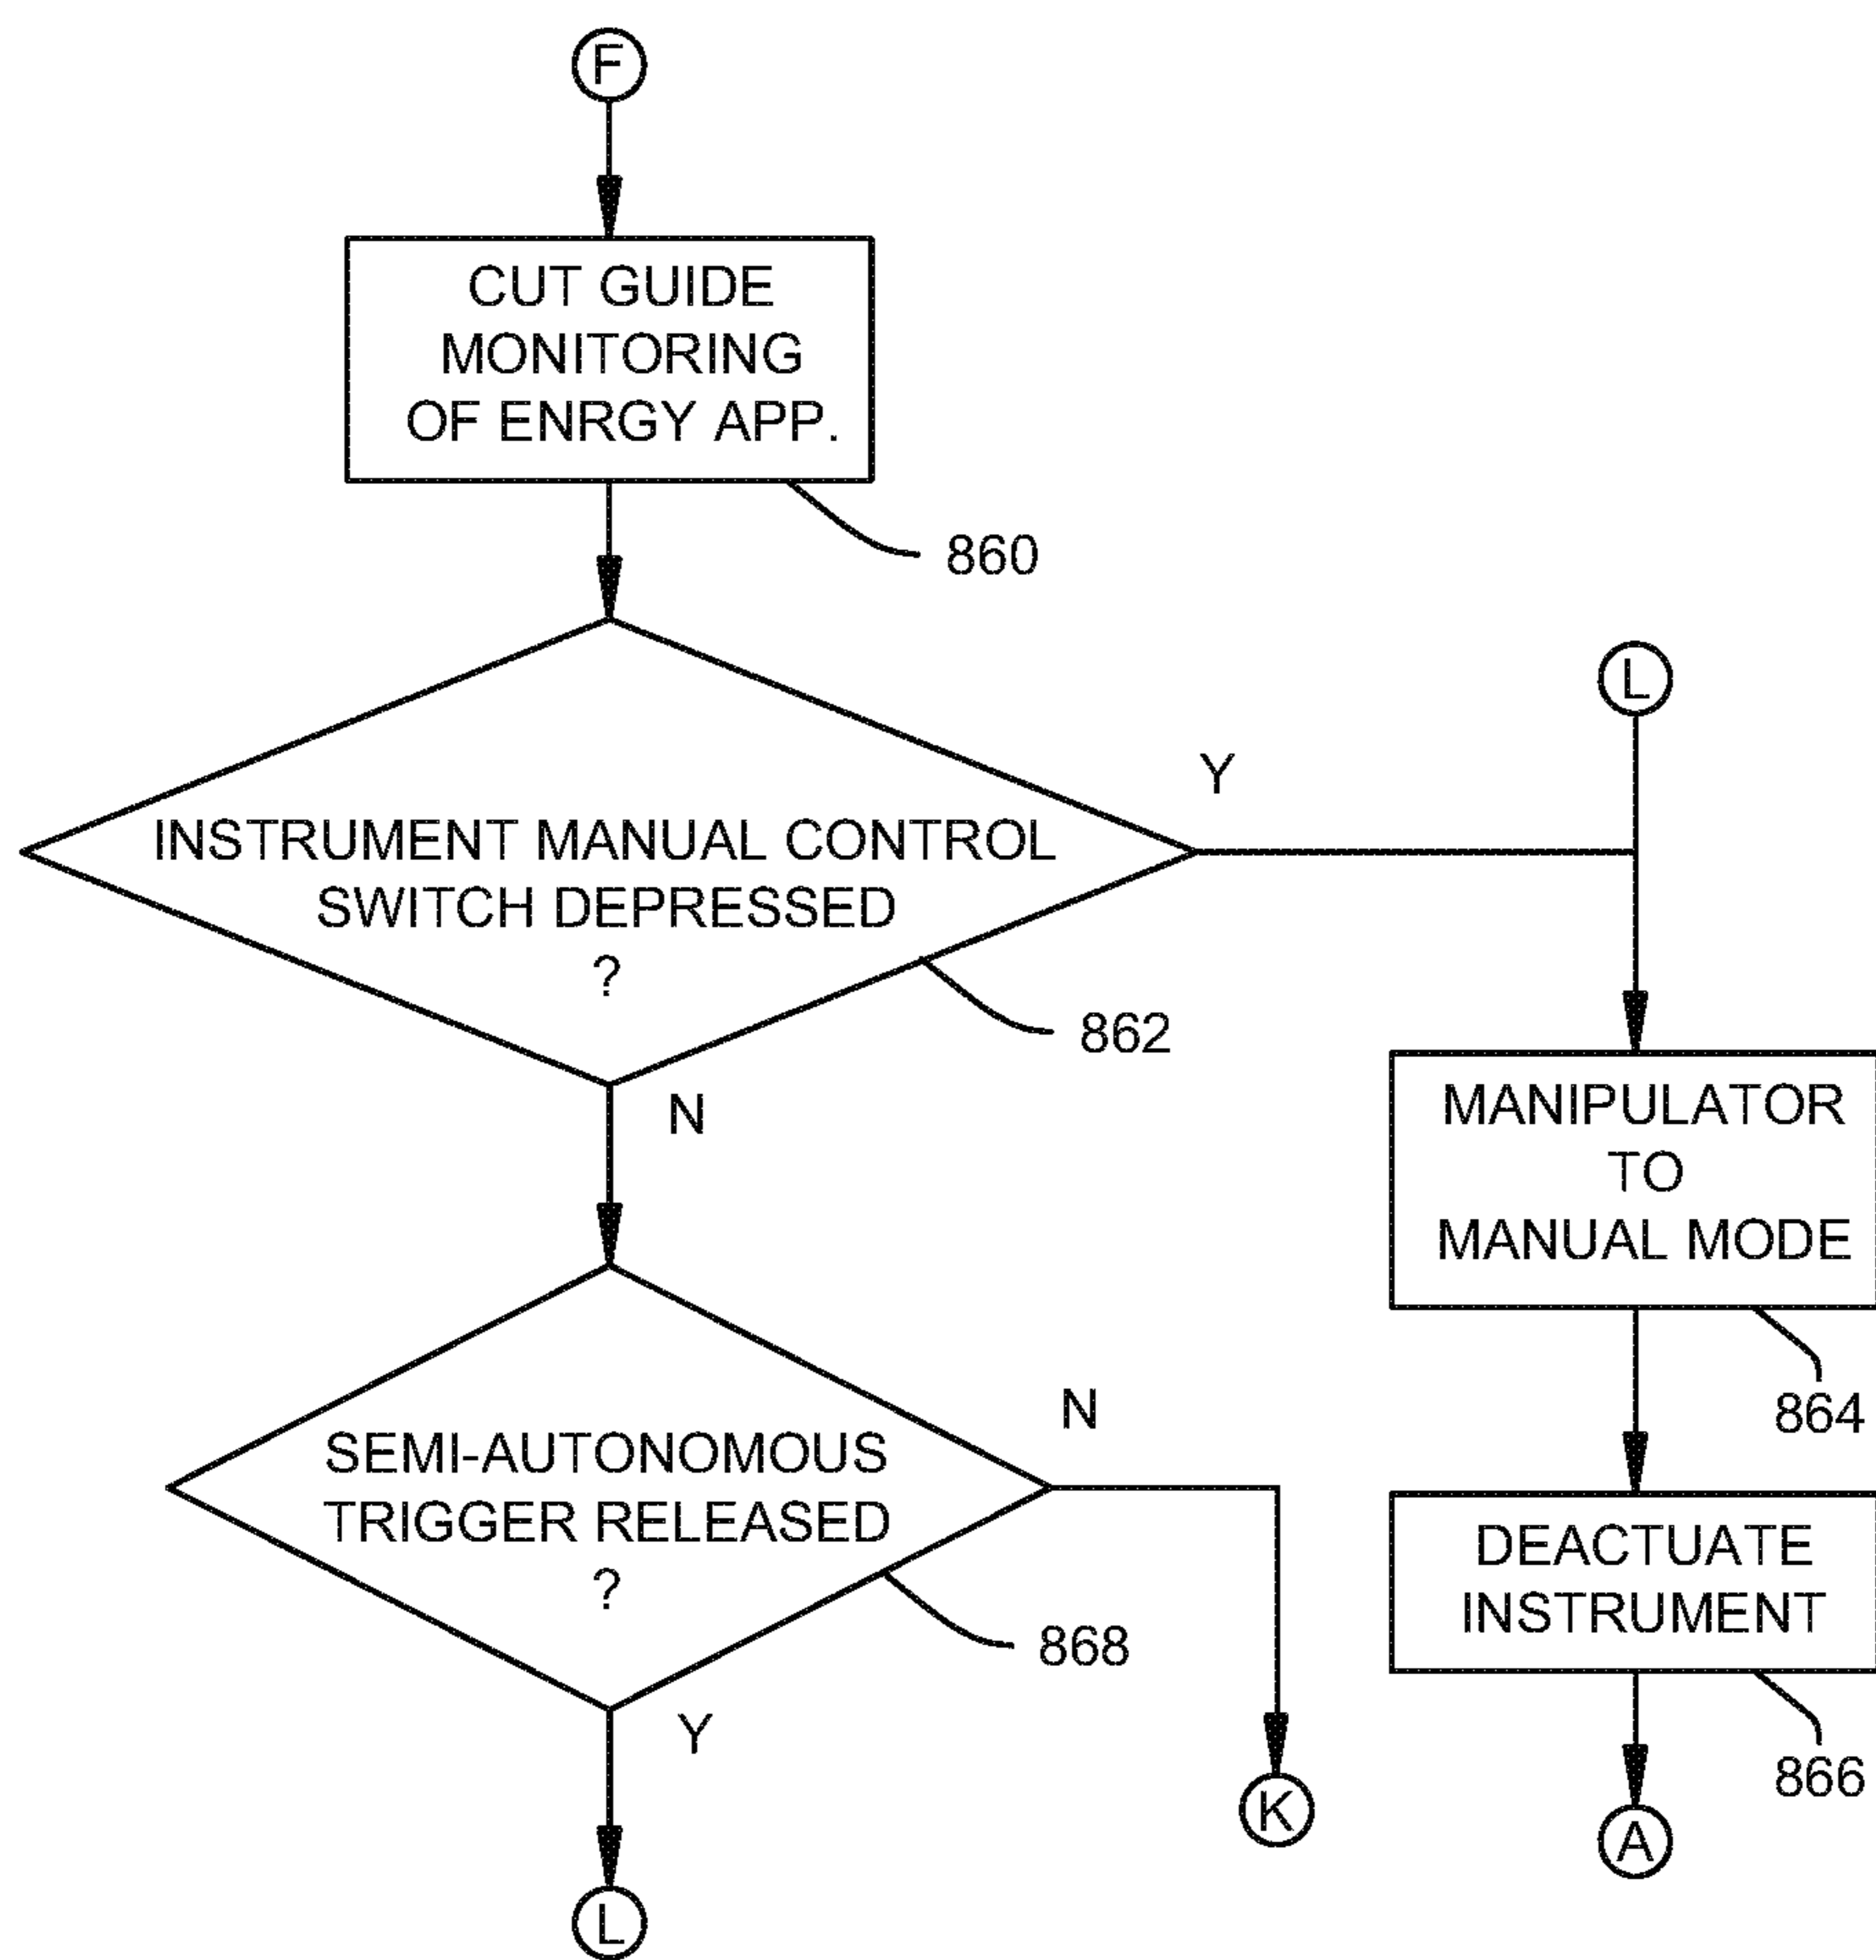 F
CUT GUIDE
MONITORING
OF ENRGY APP.
860
INSTRUMENT MANUAL CONTROL
SWITCH DEPRESSED
?
862
Y
N
L
MANIPULATOR
TO
MANUAL MODE
864
DEACTUATE
INSTRUMENT
866
A
SEMI-AUTONOMOUS
TRIGGER RELEASED
?
868
N
K
Y
L